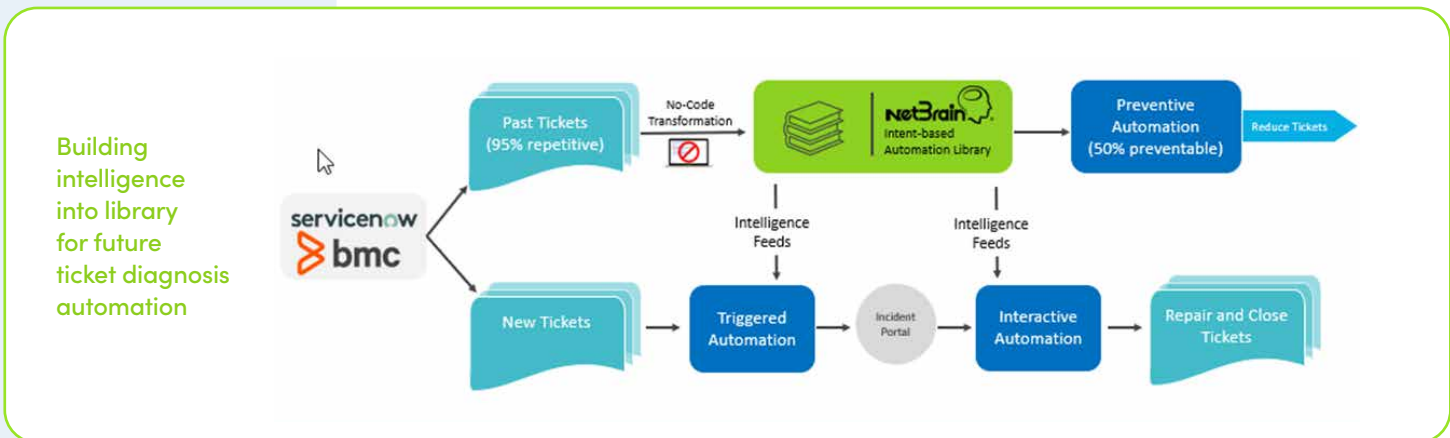 Building
intelligence
into library
for future
ticket diagnosis
automation
servicenow
bmc
Past Tickets
(95% repetitive)
No-Code
Transformation
NetBrain
Intent-based
Automation Library
Preventive
Automation
(50% preventable)
Reduce Tickets
Intelligence
Feeds
Intelligence
Feeds
New Tickets
Triggered
Automation
Incident
Portal
Interactive
Automation
Repair and Close
Tickets